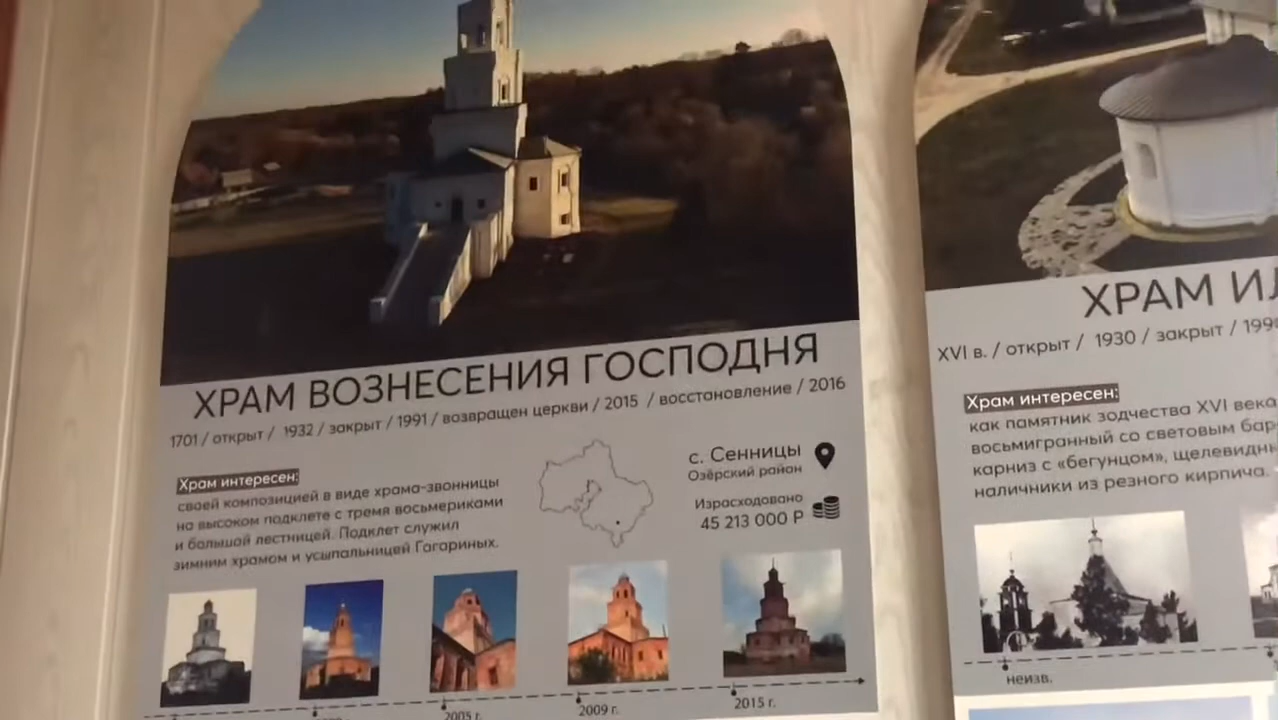 ХРАМ ВОЗНЕСЕНИЯ ГОСПОДНЯ
1701 / открыт / 1932 / закрыт / 1991 / возвращен церкви / 2015 / восстановление / 2016
Храм интересен:
своей композицией в виде храма-звонницы
на высоком подклете с тремя восьмериками
и большой лестницей. Подклет служил
зимним храмом и усыпальницей Гагариных.
с. Сенницы
Озёрский район
Израсходовано
45 213 000 Р
2005 г.
2009 г.
2015 г.
ХРАМ
XVI в. / открыт / 1930 / закрыт /
Храм интересен:
как памятник зодчества XVI века
восьмигранный со световым
карниз с «бегунцом»,
наличники из резного кирпича.
неизв.